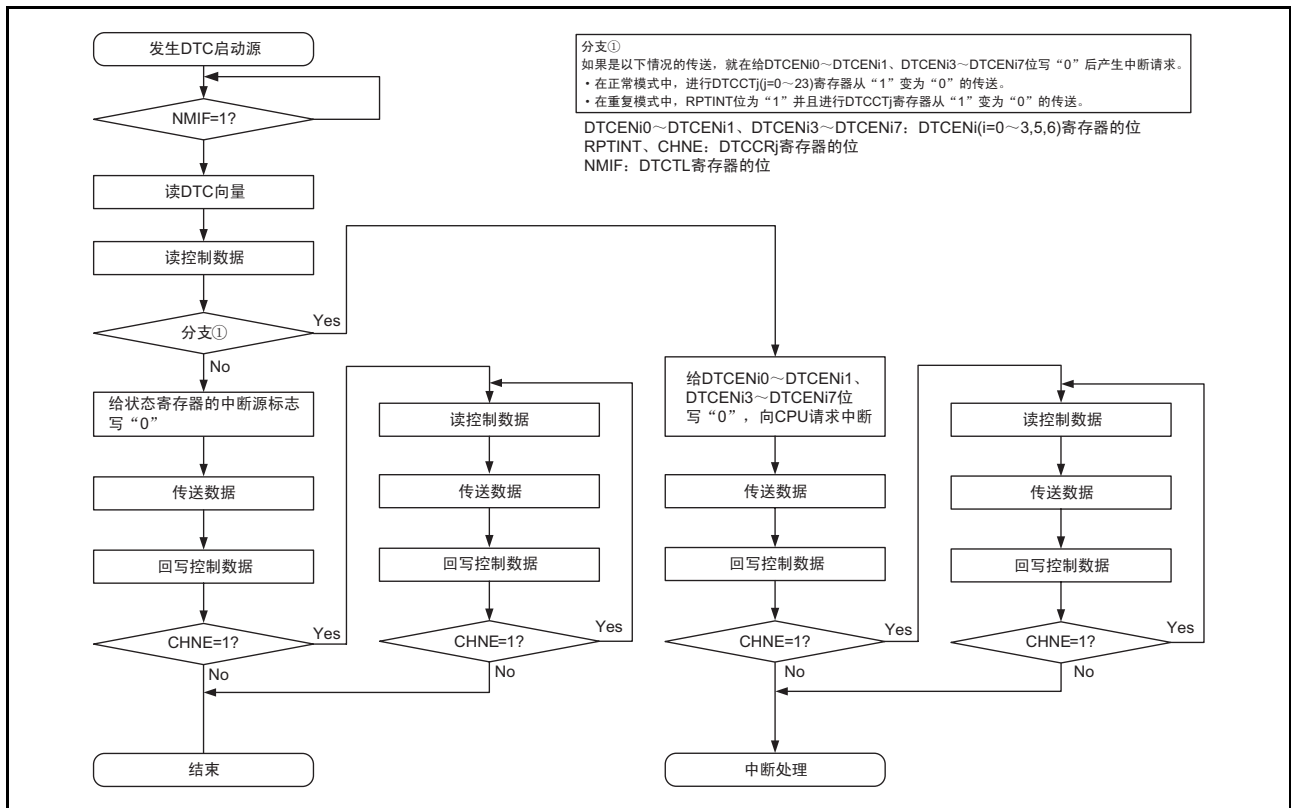 发生DTC启动源
NMIF=1?
读DTC向量
读控制数据
分支①
Yes
No
给状态寄存器的中断源标志
写“0”
传送数据
回写控制数据
CHNE=1?
Yes
No
结束
读控制数据
传送数据
回写控制数据
CHNE=1?
Yes
No
分支①
如果是以下情况的传送，就在给DTCENi0～DTCENi1、DTCENi3～DTCENi7位写“0”后产生中断请求。
・在正常模式中，进行DTCCTj(j=0～23)寄存器从“1”变为“0”的传送。
・在重复模式中，RPTINT位为“1”并且进行DTCCTj寄存器从“1”变为“0”的传送。
DTCENi0～DTCENi1、DTCENi3～DTCENi7：DTCENi(i=0～3,5,6)寄存器的位
RPTINT、CHNE：DTCCRj寄存器的位
NMIF：DTCTL寄存器的位
给DTCENi0～DTCENi1、
DTCENi3～DTCENi7位
写“0”，向CPU请求中断
传送数据
回写控制数据
CHNE=1?
Yes
No
中断处理
读控制数据
传送数据
回写控制数据
CHNE=1?
Yes
No